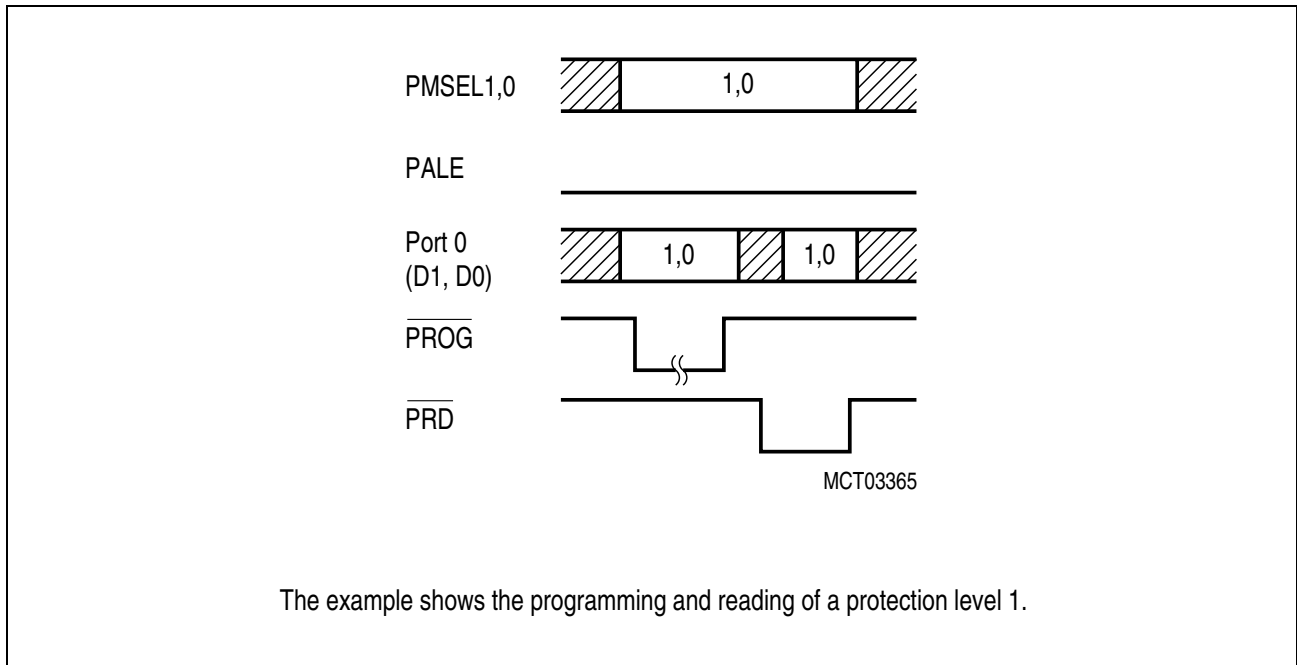 PMSEL1,0
1,0
PALE
Port 0
(D1, D0)
1,0
1,0
PROG
PRD
MCT03365
The example shows the programming and reading of a protection level 1.